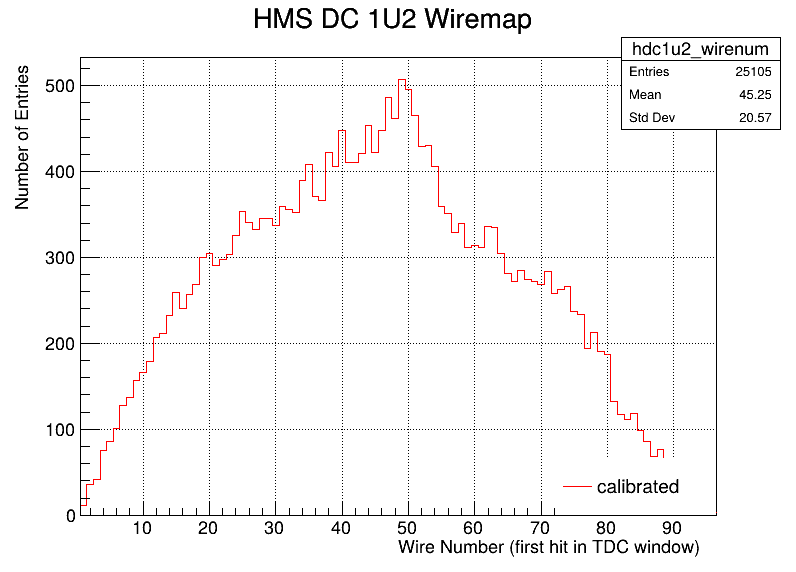 HMS DC 1U2 Wiremap
hdc1u2_wirenum
Entries 25105
Mean 45.25
Std Dev 20.57
Number of Entries
500
400
300
200
100
0
10 20 30 40 50 60 70 80 90
calibrated
Wire Number (first hit in TDC window)